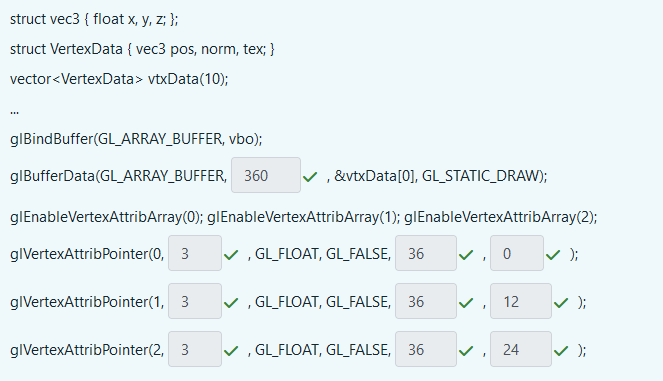 struct vec3 { float x, y, z; };
struct VertexData { vec3 pos, norm, tex; }
vector<VertexData> vtxData(10);
...
glBindBuffer(GL_ARRAY_BUFFER, vbo);
glBufferData(GL_ARRAY_BUFFER, 360 ✓ , &vtxData[0], GL_STATIC_DRAW);
glEnableVertexAttribArray(0); glEnableVertexAttribArray(1); glEnableVertexAttribArray(2);
glVertexAttribPointer(0, 3 ✓ , GL_FLOAT, GL_FALSE, 36 ✓ , 0 ✓ );
glVertexAttribPointer(1, 3 ✓ , GL_FLOAT, GL_FALSE, 36 ✓ , 12 ✓ );
glVertexAttribPointer(2, 3 ✓ , GL_FLOAT, GL_FALSE, 36 ✓ , 24 ✓ );